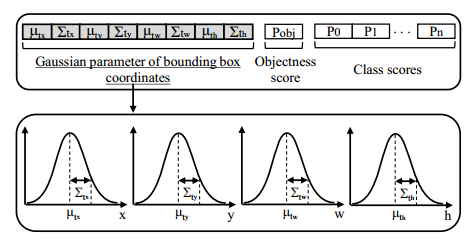 μtx Σtx μty Σty μtw Σtw μth Σth Pobj P0 P1 · · · Pn
Gaussian parameter of bounding box coordinates
Objectness score
Class scores
Σtx Σty Σtw Σth
μtx x μty y μtw w μth h